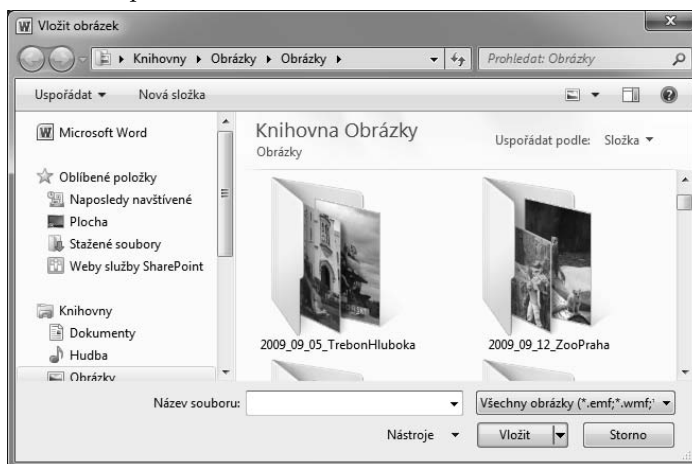 Vložit obrázek
Knihovny Obrázky Obrázky
Prohledat: Obrázky
Uspořádat Nová složka
Microsoft Word
Oblíbené položky
Naposledy navštívené
Plocha
Stažené soubory
Weby služby SharePoint
Knihovny
Dokumenty
Hudba
Obrázky
Knihovna Obrázky
Obrázky
Uspořádat podle: Složka
2009_09_05_TrebonHluboka
2009_09_12_ZooPraha
Název souboru:
Všechny obrázky (*.emf;*.wmf;
Nástroje Vložit Storno